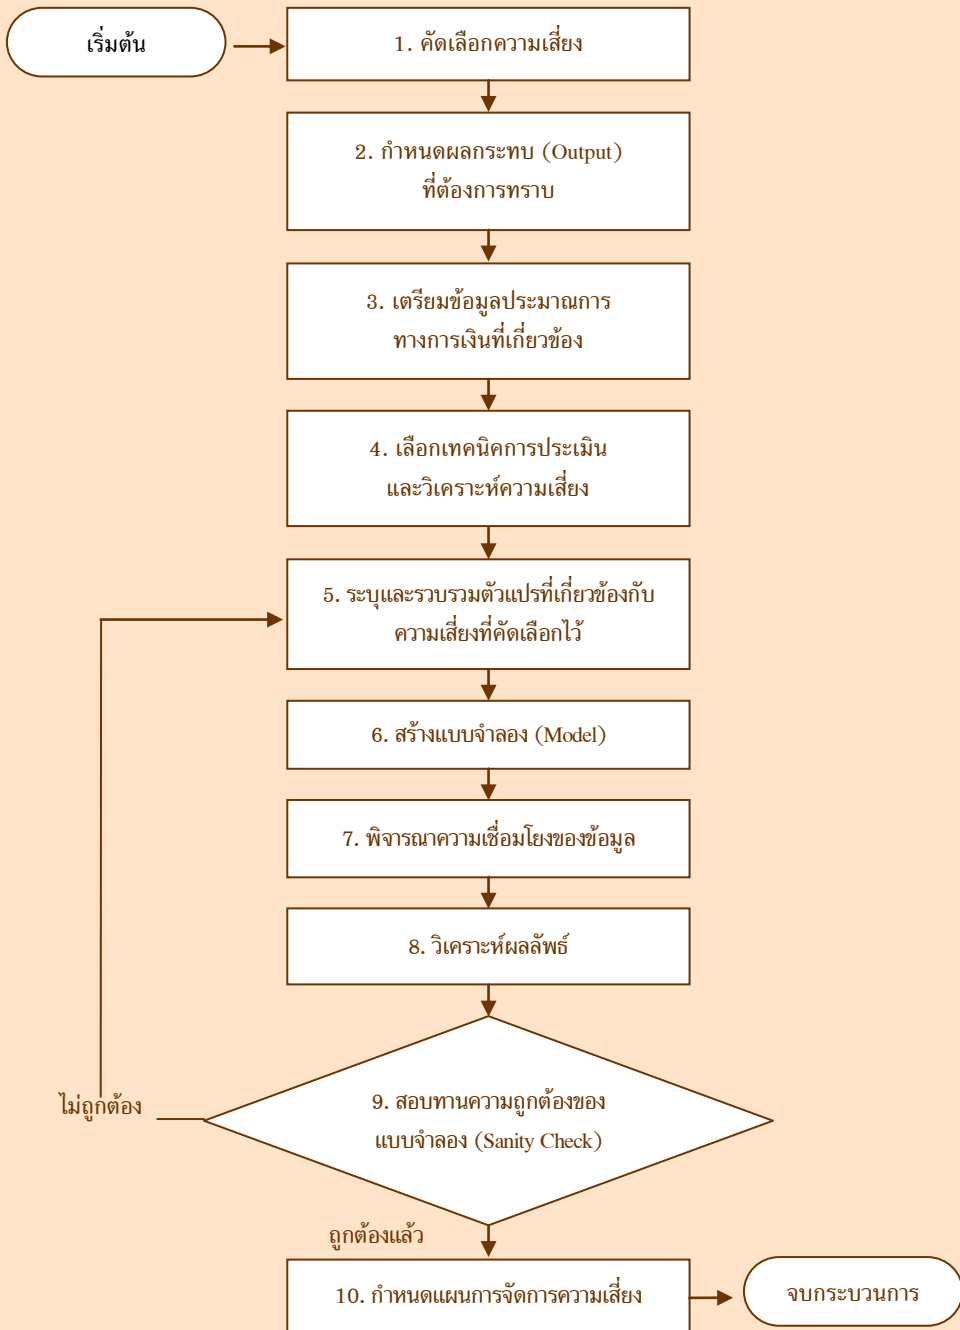 เริ่มต้น
1. คัดเลือกความเสี่ยง
2. กำหนดผลกระทบ (Output)
ที่ต้องการทราบ
3. เตรียมข้อมูลประมาณการ
ทางการเงินที่เกี่ยวข้อง
4. เลือกเทคนิคการประเมิน
และวิเคราะห์ความเสี่ยง
5. ระบุและรวบรวมตัวแปรที่เกี่ยวข้องกับ
ความเสี่ยงที่คัดเลือกไว้
6. สร้างแบบจำลอง (Model)
7. พิจารณาความเชื่อมโยงของข้อมูล
8. วิเคราะห์ผลลัพธ์
9. สอบทานความถูกต้องของ
แบบจำลอง (Sanity Check)
ไม่ถูกต้อง
ถูกต้องแล้ว
10. กำหนดแผนการจัดการความเสี่ยง
จบกระบวนการ